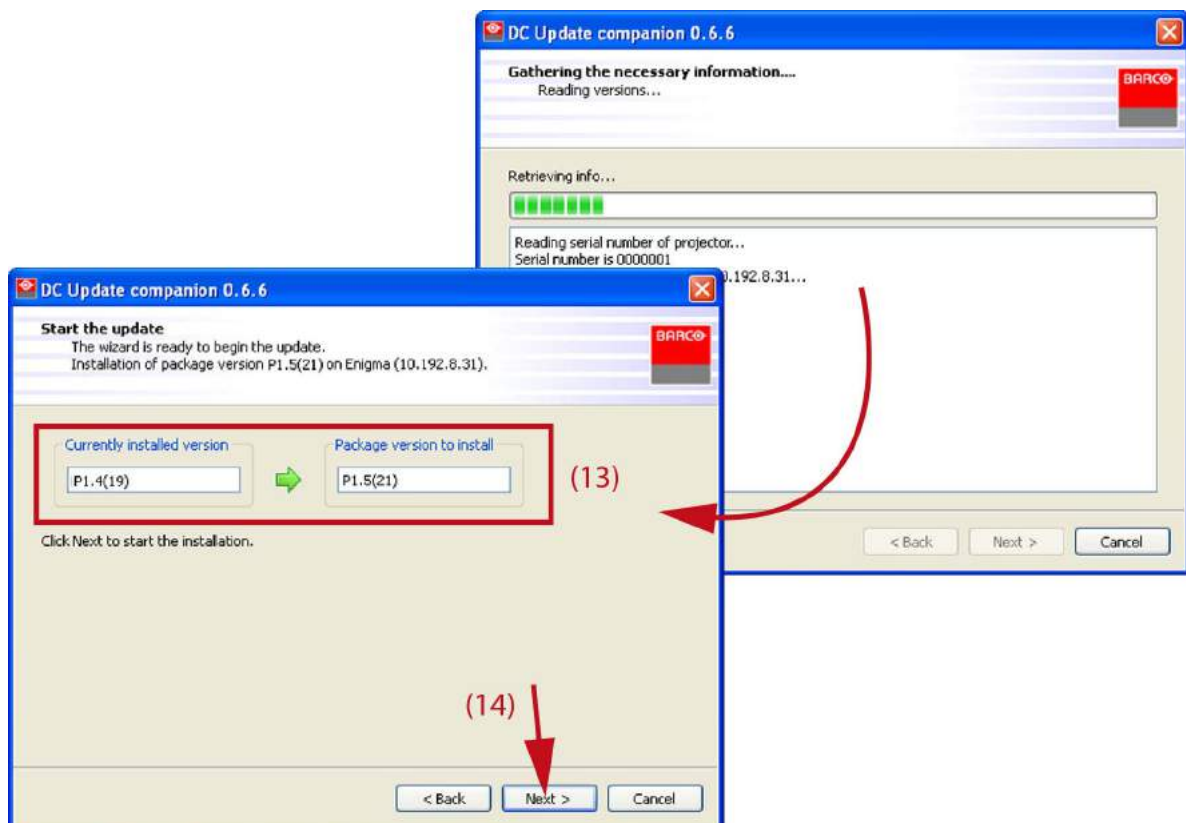 DC Update companion 0.6.6
Gathering the necessary information....
Reading versions...
BARCO
Retrieving info...
Reading serial number of projector...
Serial number is 0000001
.192.8.31...
< Back Next > Cancel
DC Update companion 0.6.6
Start the update
The wizard is ready to begin the update.
Installation of package version P1.5(21) on Enigma (10.192.8.31).
BARCO
Currently installed version Package version to install
P1.4(19) P1.5(21)
(13)
Click Next to start the installation.
(14)
< Back Next > Cancel